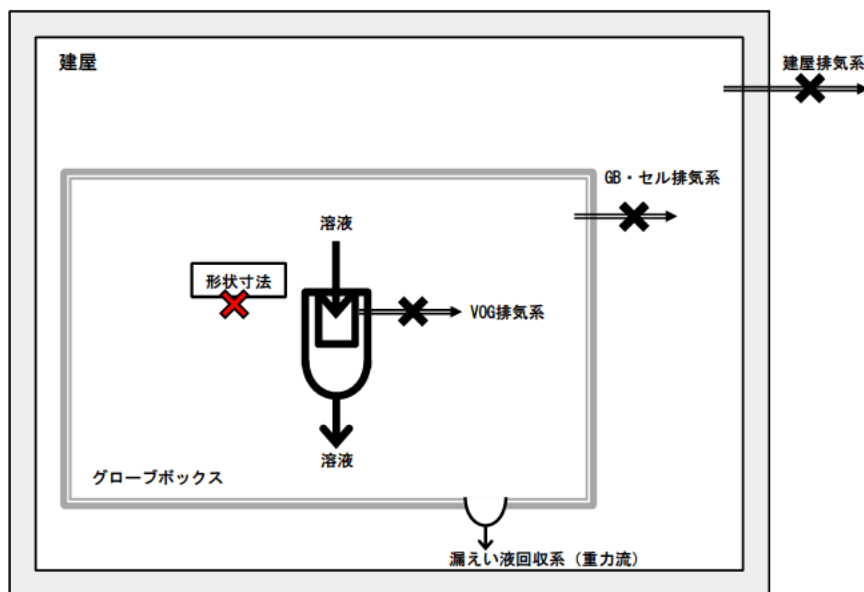 建屋
建屋排気系
GB・セル排気系
溶液
形状寸法
VOG排気系
溶液
グローブボックス
漏えい液回収系（重力流）